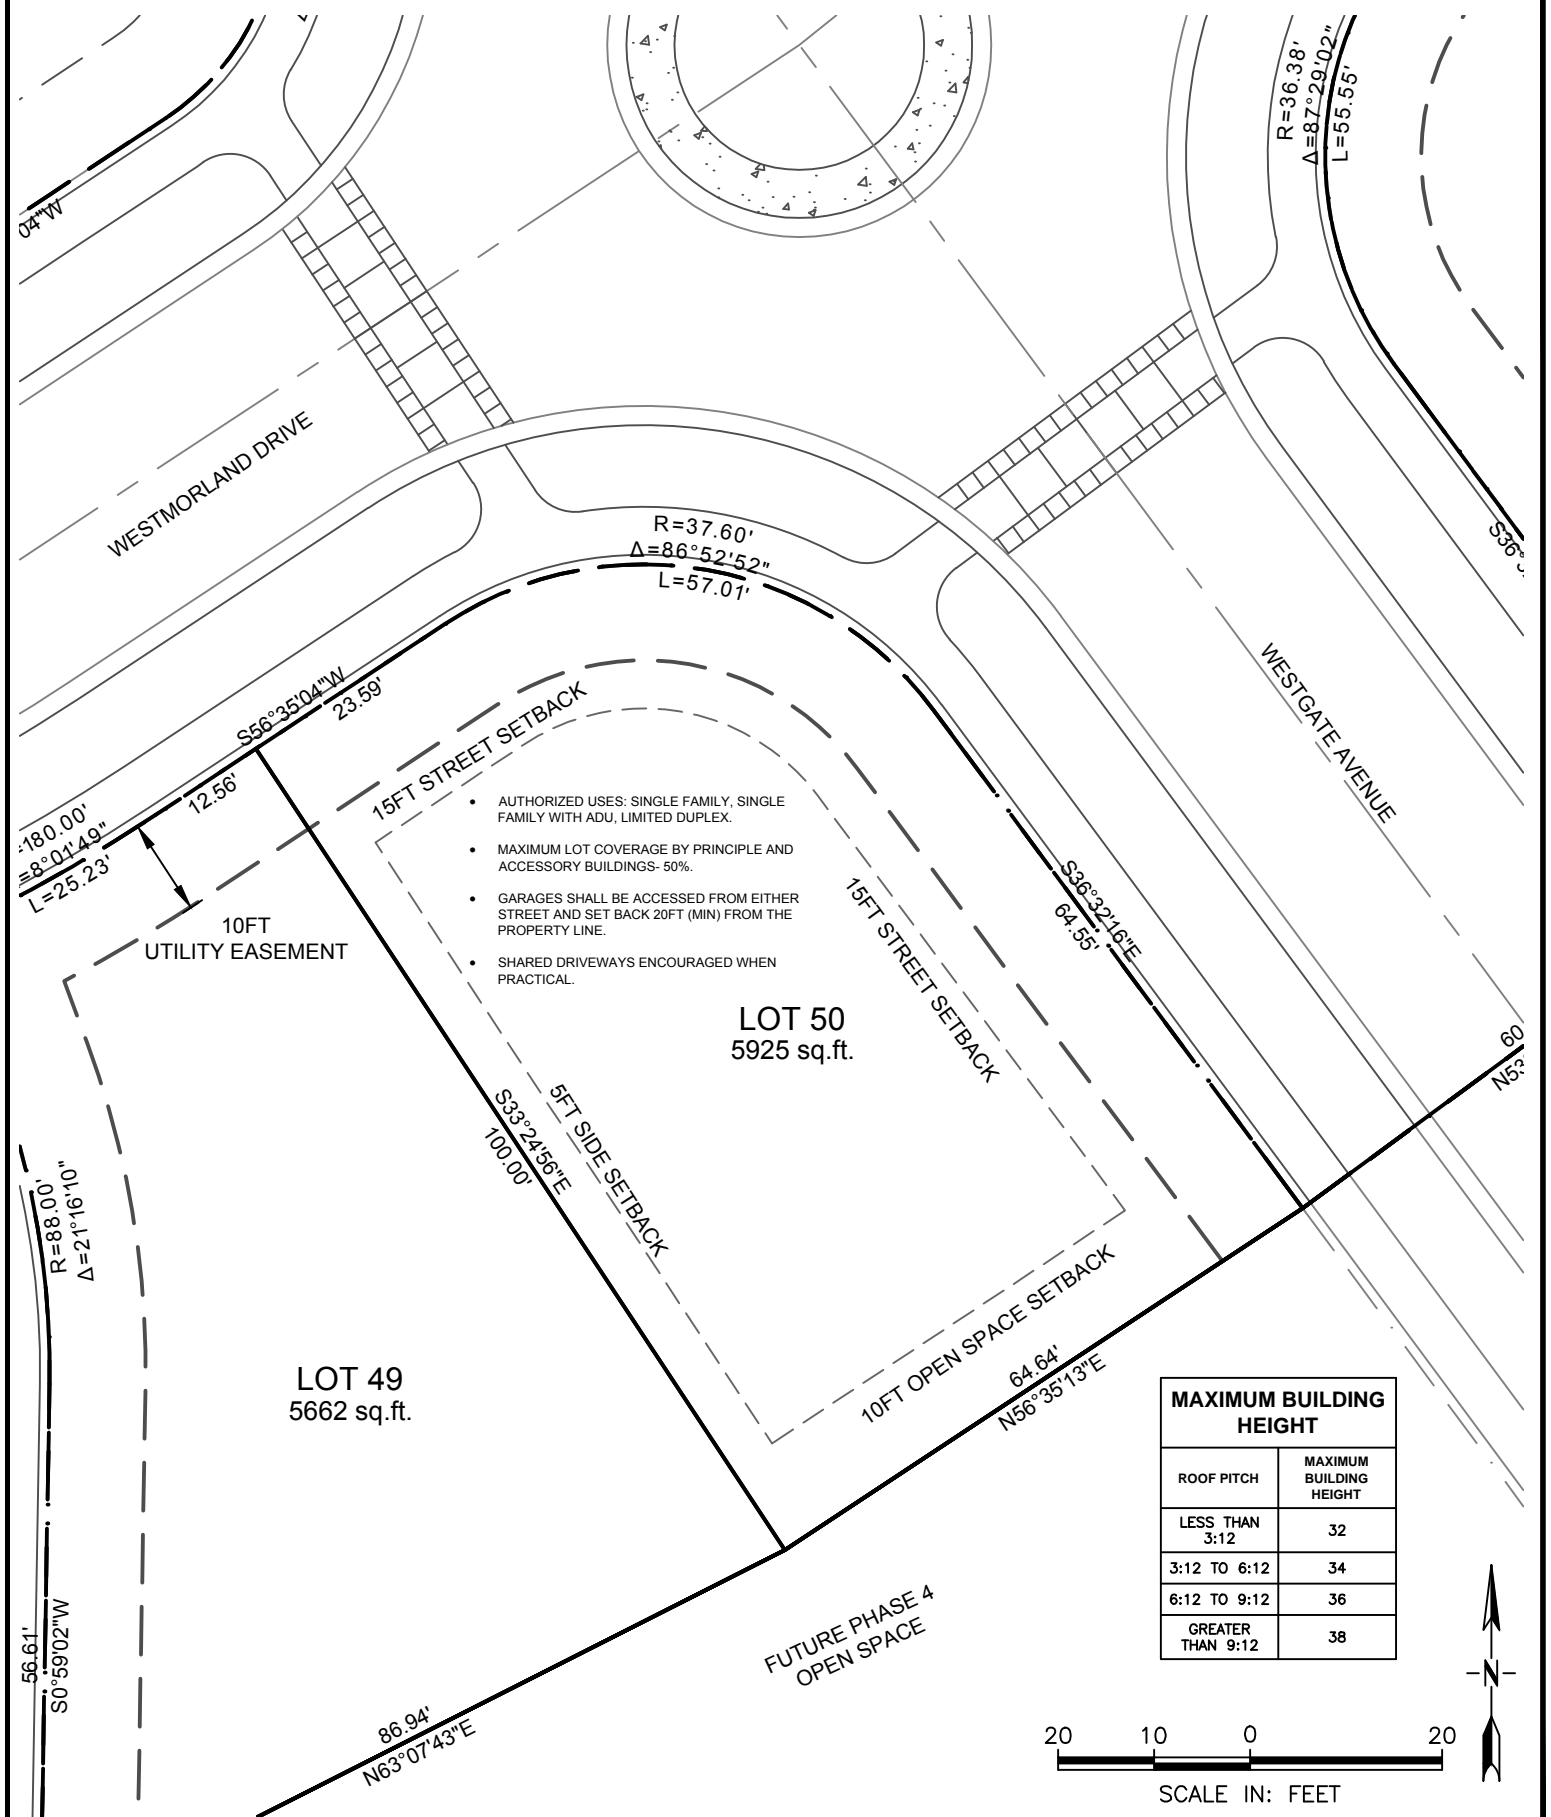 R=36.38'
Δ=87°29'02"
L=55.55'
04"W
WESTMORLAND DRIVE
R=37.60'
Δ=86°52'52"
L=57.01'
WESTGATE AVENUE
S56°35'04"W
23.59'
12.56'
15FT STREET SETBACK
=180.00'
=8°01'49"
L=25.23'
10FT
UTILITY EASEMENT
• AUTHORIZED USES: SINGLE FAMILY, SINGLE
FAMILY WITH ADU, LIMITED DUPLEX.
• MAXIMUM LOT COVERAGE BY PRINCIPLE AND
ACCESSORY BUILDINGS- 50%.
• GARAGES SHALL BE ACCESSED FROM EITHER
STREET AND SET BACK 20FT (MIN) FROM THE
PROPERTY LINE.
• SHARED DRIVEWAYS ENCOURAGED WHEN
PRACTICAL.
LOT 50
5925 sq.ft.
15FT STREET SETBACK
S36°32'16"E
64.55'
60
N53
S33°24'56"E
100.00'
5FT SIDE SETBACK
R=88.00'
Δ=21°16'10"
10FT OPEN SPACE SETBACK
64.64'
N56°35'13"E
LOT 49
5662 sq.ft.
56.61'
S0°59'02"W
86.94'
N63°07'43"E
FUTURE PHASE 4
OPEN SPACE
MAXIMUM BUILDING
HEIGHT
ROOF PITCH
MAXIMUM
BUILDING
HEIGHT
LESS THAN
3:12
32
3:12 TO 6:12
34
6:12 TO 9:12
36
GREATER
THAN 9:12
38
N
20 10 0 20
SCALE IN: FEET